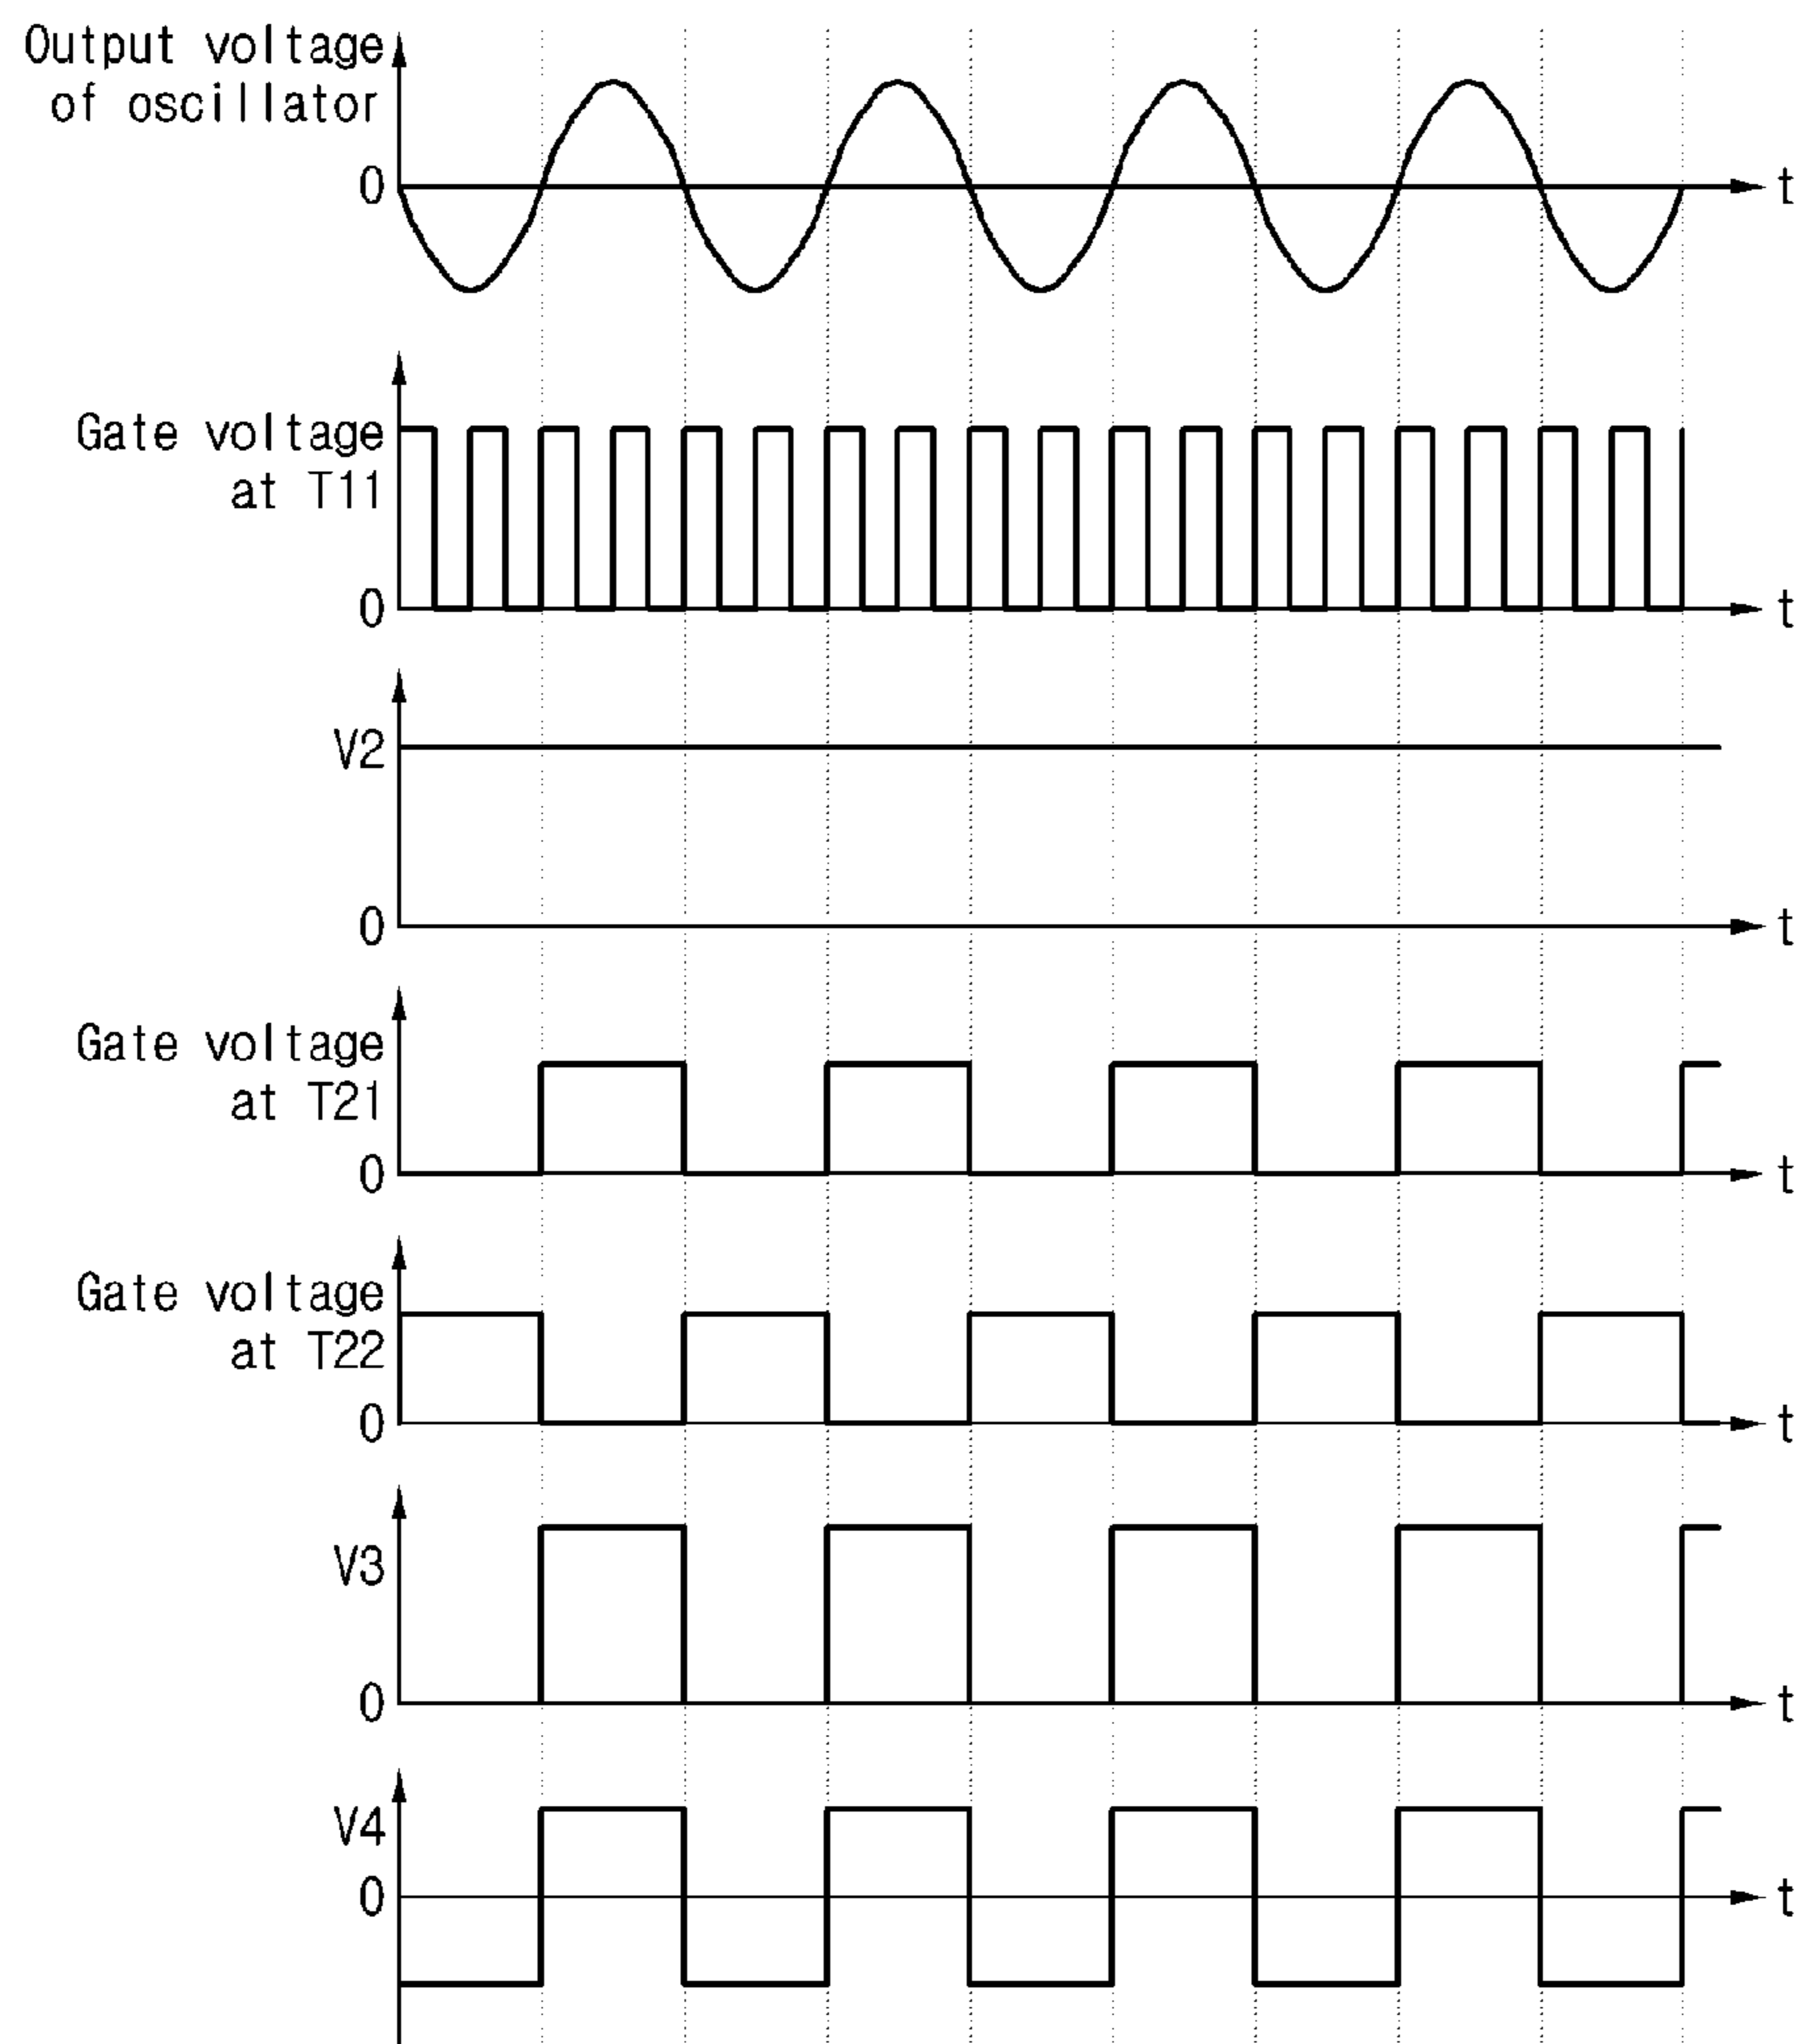 Output voltage
of oscillator
0
t
Gate voltage
at T11
0
t
V2
0
t
Gate voltage
at T21
0
t
Gate voltage
at T22
0
t
V3
0
t
V4
0
t